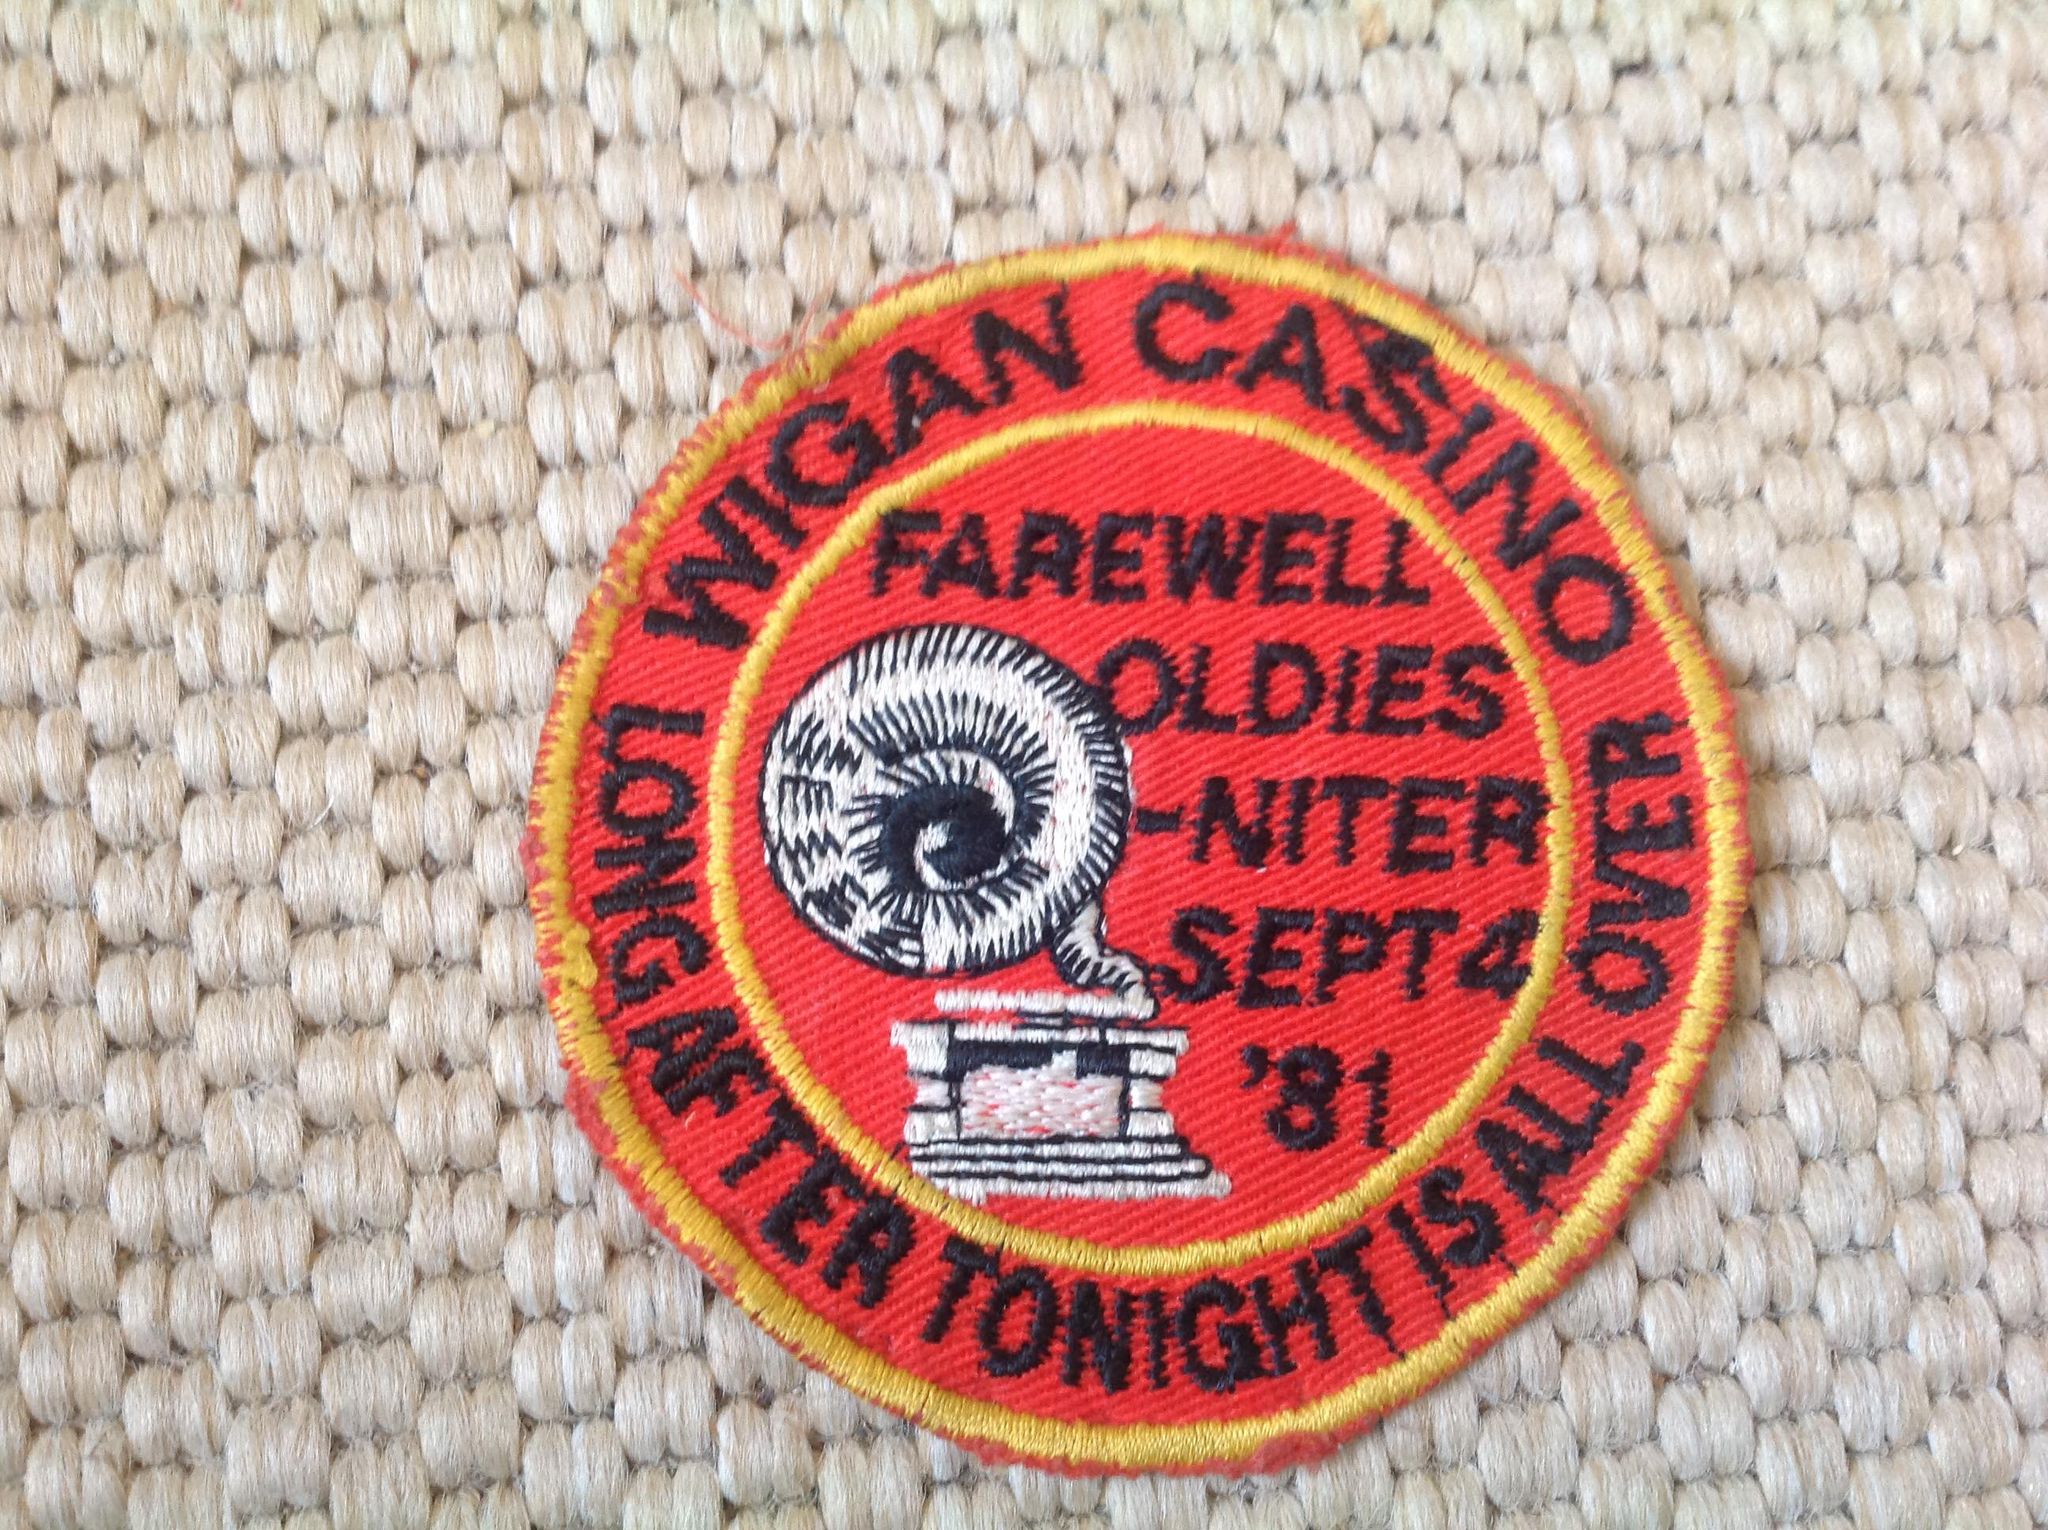 WIGAN CASINO
FAREWELL
OLDIES
-NITER
SEPT 4
'81
LONG AFTER TONIGHT IS ALL OVER